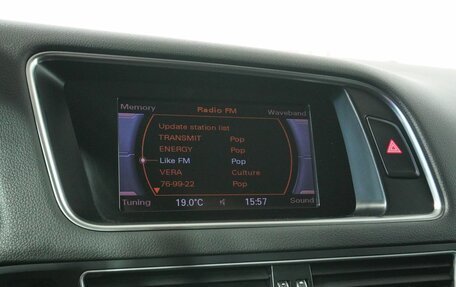 Memory Radio FM Waveband
Update station list
TRANSMIT Pop
ENERGY Pop
Like FM Pop
VERA Culture
76-99-22 Pop
Tuning 19.0°C 15:57 Sound